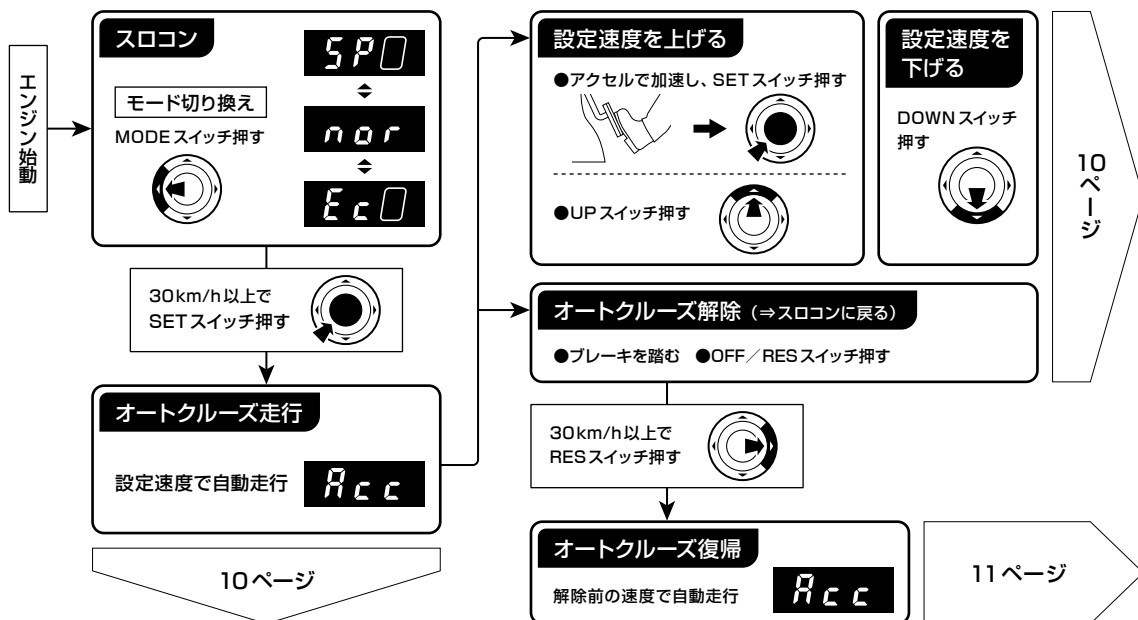 エンジン始動
スロコン
モード切り換え
MODEスイッチ押す
SP0
nor
Ec0
30km/h以上で
SETスイッチ押す
オートクルーズ走行
設定速度で自動走行
Acc
10ページ
設定速度を上げる
●アクセルで加速し、SETスイッチ押す
●UPスイッチ押す
設定速度を
下げる
DOWNスイッチ
押す
10ページ
オートクルーズ解除（⇒スロコンに戻る）
●ブレーキを踏む ●OFF／RESスイッチ押す
30km/h以上で
RESスイッチ押す
オートクルーズ復帰
解除前の速度で自動走行
Acc
11ページ